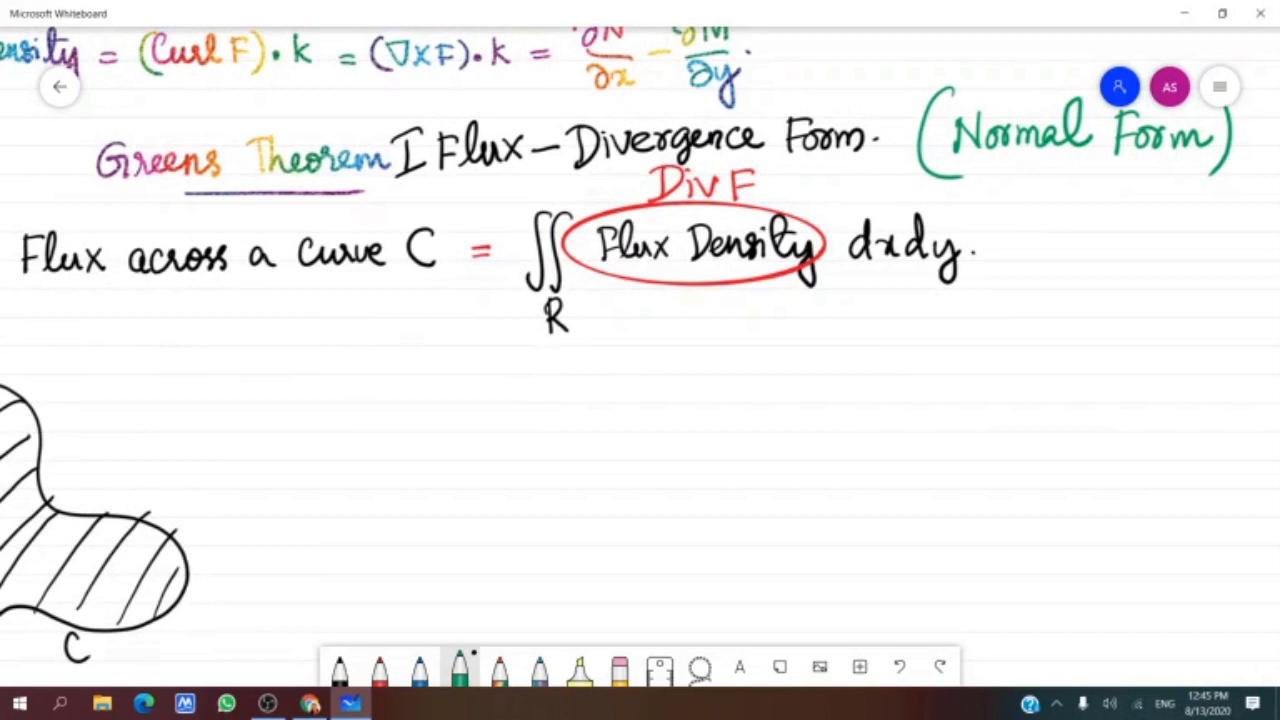 Microsoft Whiteboard
ensity = (Curl F) · k = (∇×F) · k = ∂N/∂x − ∂M/∂y .
AS
Greens Theorem I Flux – Divergence Form. (Normal Form)
Div F
Flux across a curve C = ∬ Flux Density dxdy.
R
C
A
ENG
12:45 PM
8/13/2020